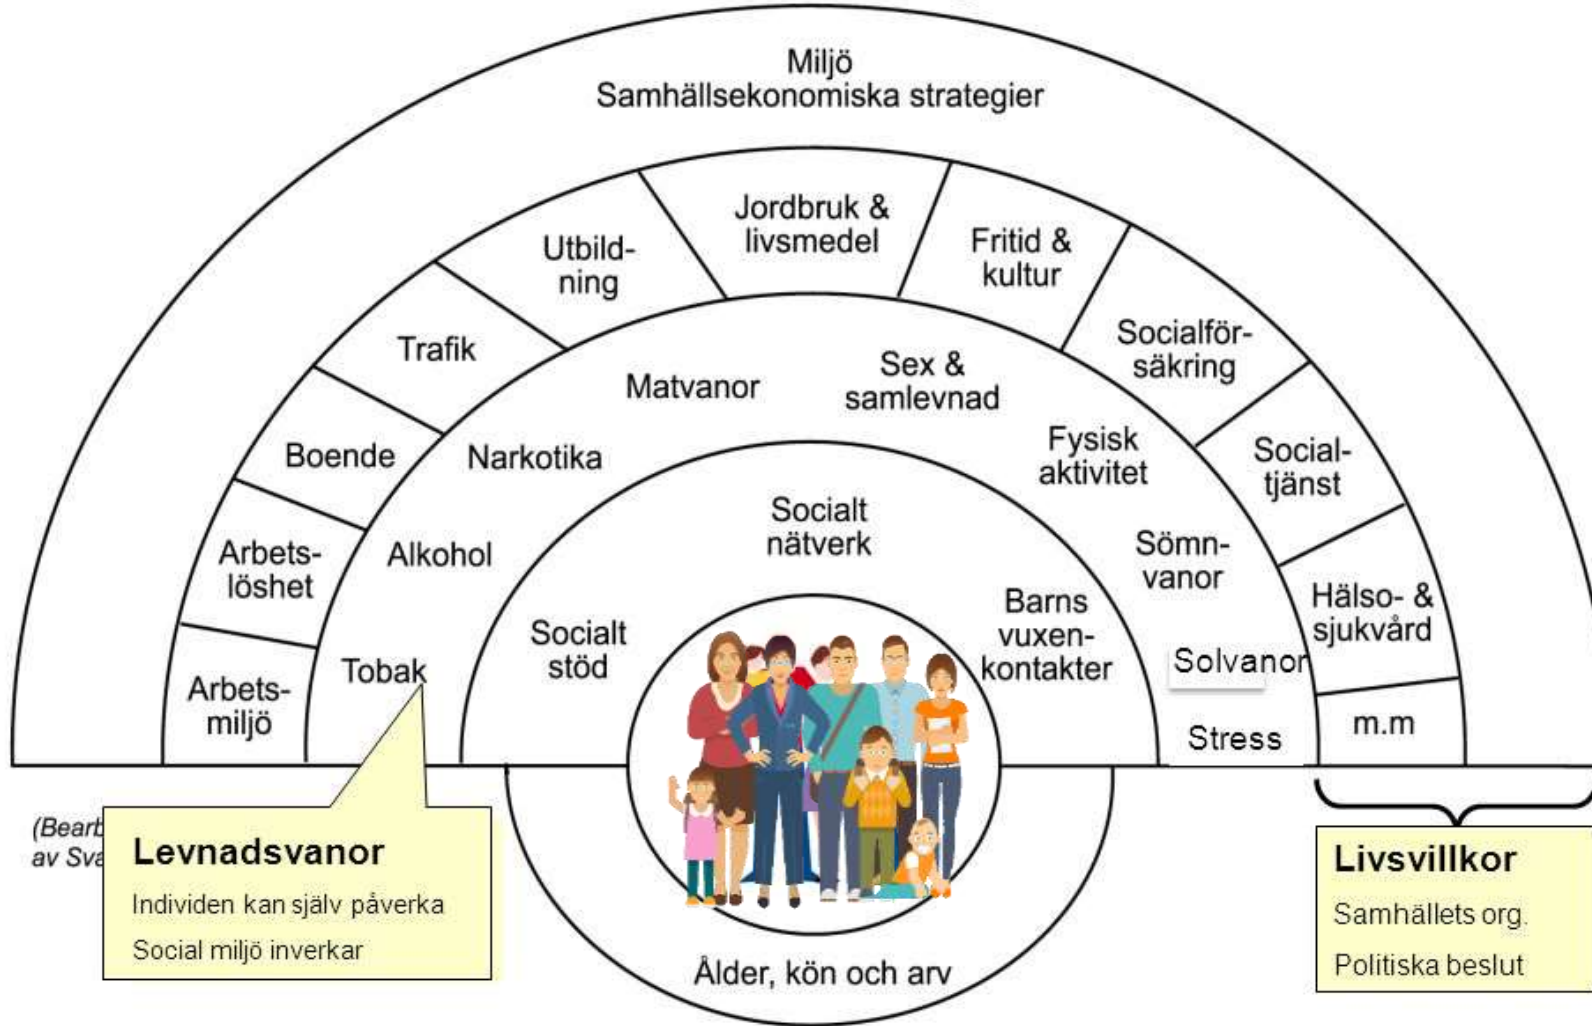 Miljö
Samhällsekonomiska strategier
Arbets-
miljö
Arbets-
löshet
Boende
Trafik
Utbild-
ning
Jordbruk &
livsmedel
Fritid &
kultur
Socialför-
säkring
Social-
tjänst
Hälso- &
sjukvård
m.m
Tobak
Alkohol
Narkotika
Matvanor
Sex &
samlevnad
Fysisk
aktivitet
Sömn-
vanor
Solvanor
Stress
Socialt
stöd
Socialt
nätverk
Barns
vuxen-
kontakter
Ålder, kön och arv
av
Levnadsvanor
Individen kan själv påverka
Social miljö inverkar
Livsvillkor
Samhällets org.
Politiska beslut